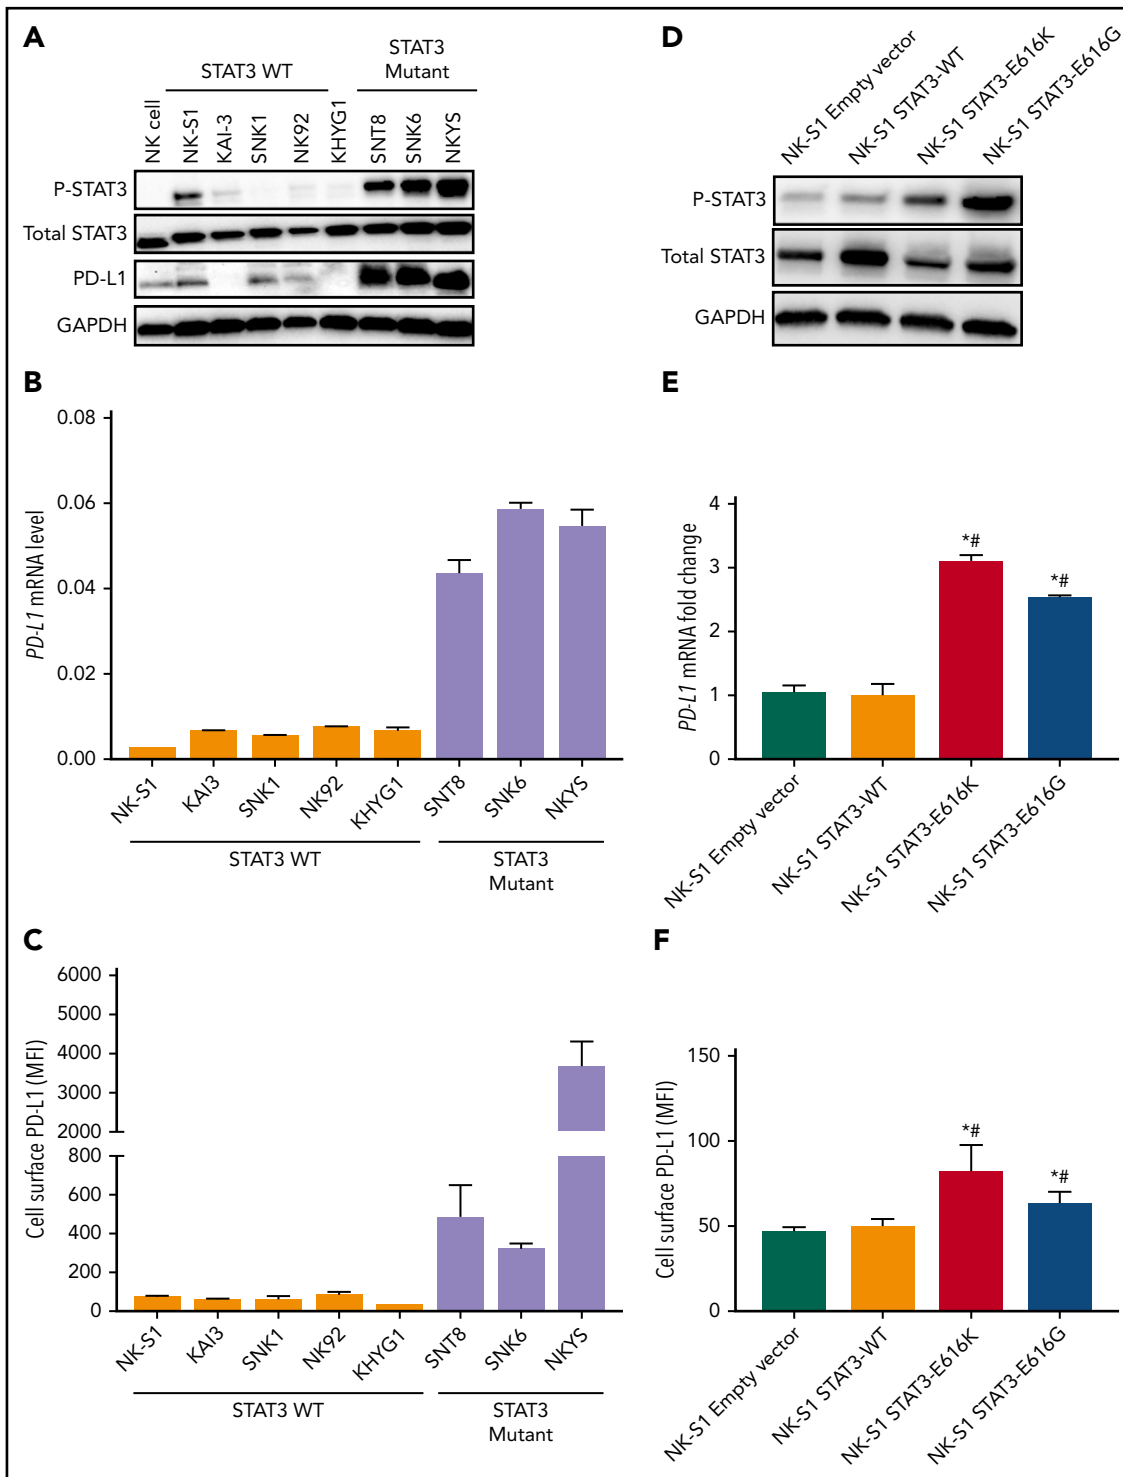 A
STAT3 WT
STAT3
Mutant
NK cell
NK-S1
KAI-3
SNK1
NK92
KHYG1
SNT8
SNK6
NKYS
P-STAT3
Total STAT3
PD-L1
GAPDH
D
NK-S1 Empty vector
NK-S1 STAT3-WT
NK-S1 STAT3-E616K
NK-S1 STAT3-E616G
P-STAT3
Total STAT3
GAPDH
B
PD-L1 mRNA level
0.08
0.06
0.04
0.02
0.00
NK-S1
KAI3
SNK1
NK92
KHYG1
SNT8
SNK6
NKYS
STAT3 WT
STAT3
Mutant
E
PD-L1 mRNA fold change
4
3
2
1
0
*#
*#
NK-S1 Empty vector
NK-S1 STAT3-WT
NK-S1 STAT3-E616K
NK-S1 STAT3-E616G
C
Cell surface PD-L1 (MFI)
6000
5000
4000
3000
2000
800
600
400
200
0
NK-S1
KAI3
SNK1
NK92
KHYG1
SNT8
SNK6
NKYS
STAT3 WT
STAT3
Mutant
F
Cell surface PD-L1 (MFI)
150
100
50
0
*#
*#
NK-S1 Empty vector
NK-S1 STAT3-WT
NK-S1 STAT3-E616K
NK-S1 STAT3-E616G